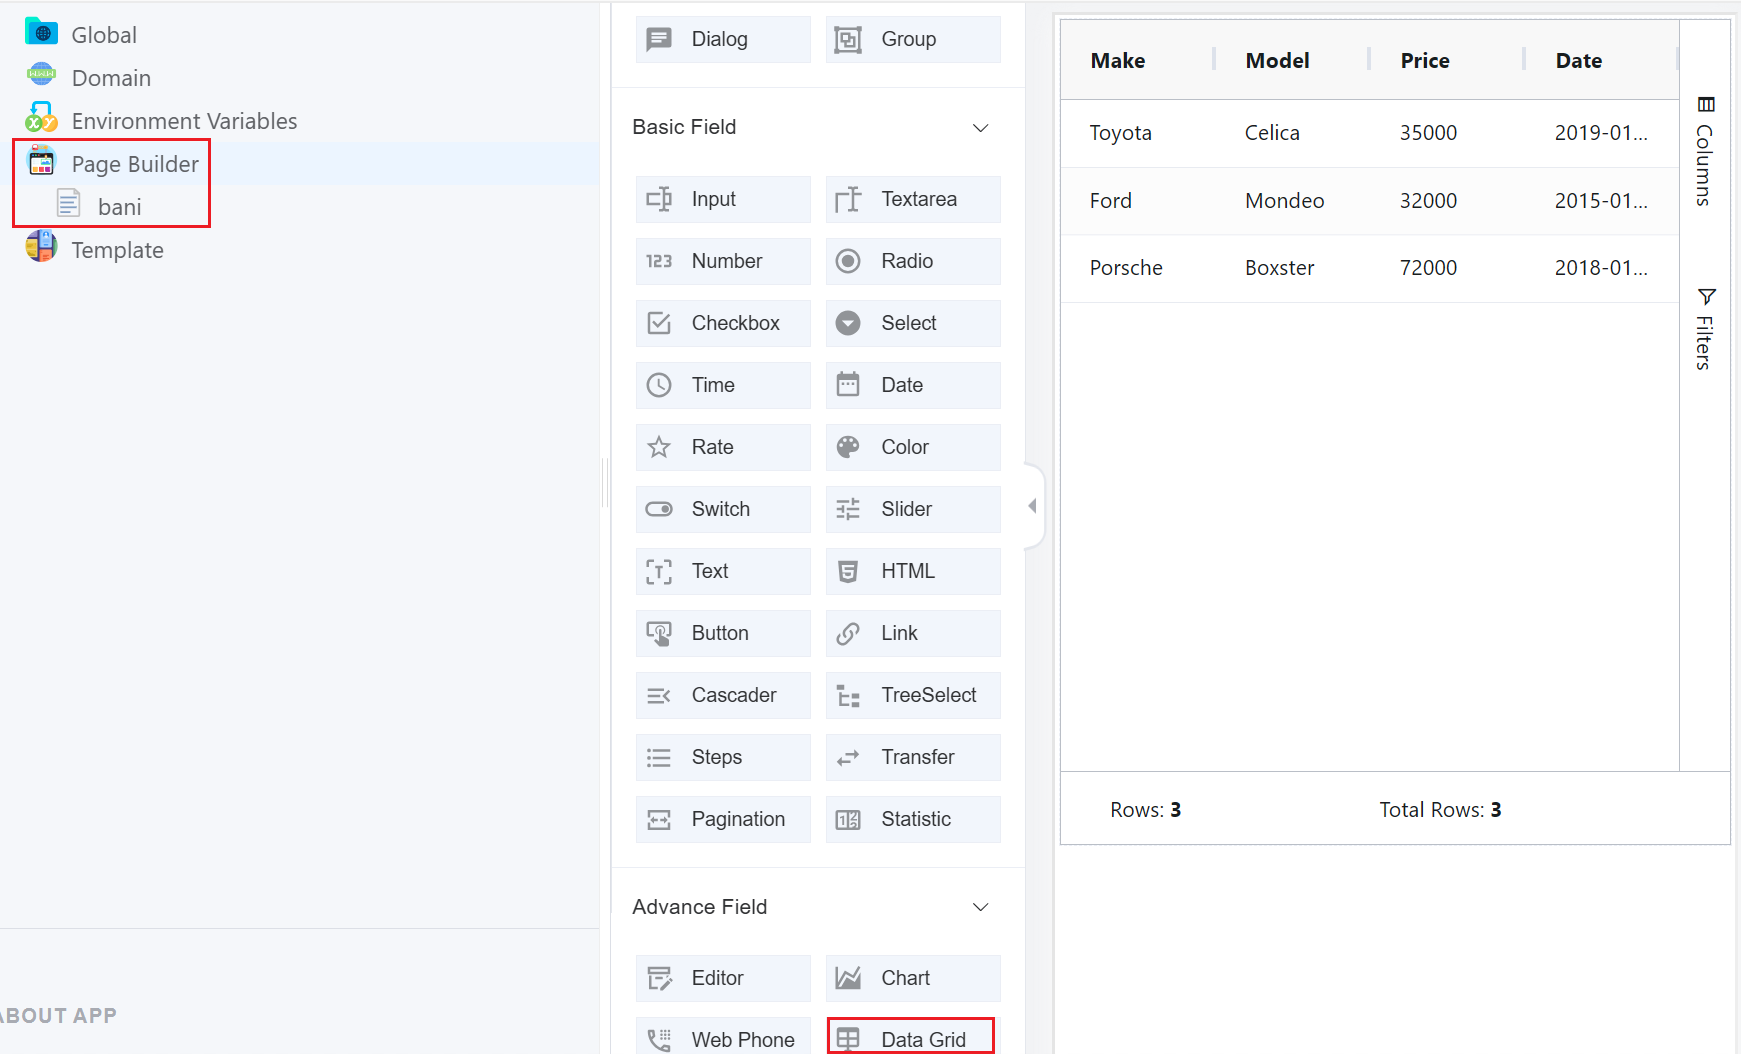 Global
Domain
Environment Variables
Page Builder
bani
Template
ABOUT APP
Dialog
Group
Basic Field
Input
Textarea
Number
Radio
Checkbox
Select
Time
Date
Rate
Color
Switch
Slider
Text
HTML
Button
Link
Cascader
TreeSelect
Steps
Transfer
Pagination
Statistic
Advance Field
Editor
Chart
Web Phone
Data Grid
Make Model Price Date
Toyota Celica 35000 2019-01...
Ford Mondeo 32000 2015-01...
Porsche Boxster 72000 2018-01...
Columns
Filters
Rows: 3 Total Rows: 3